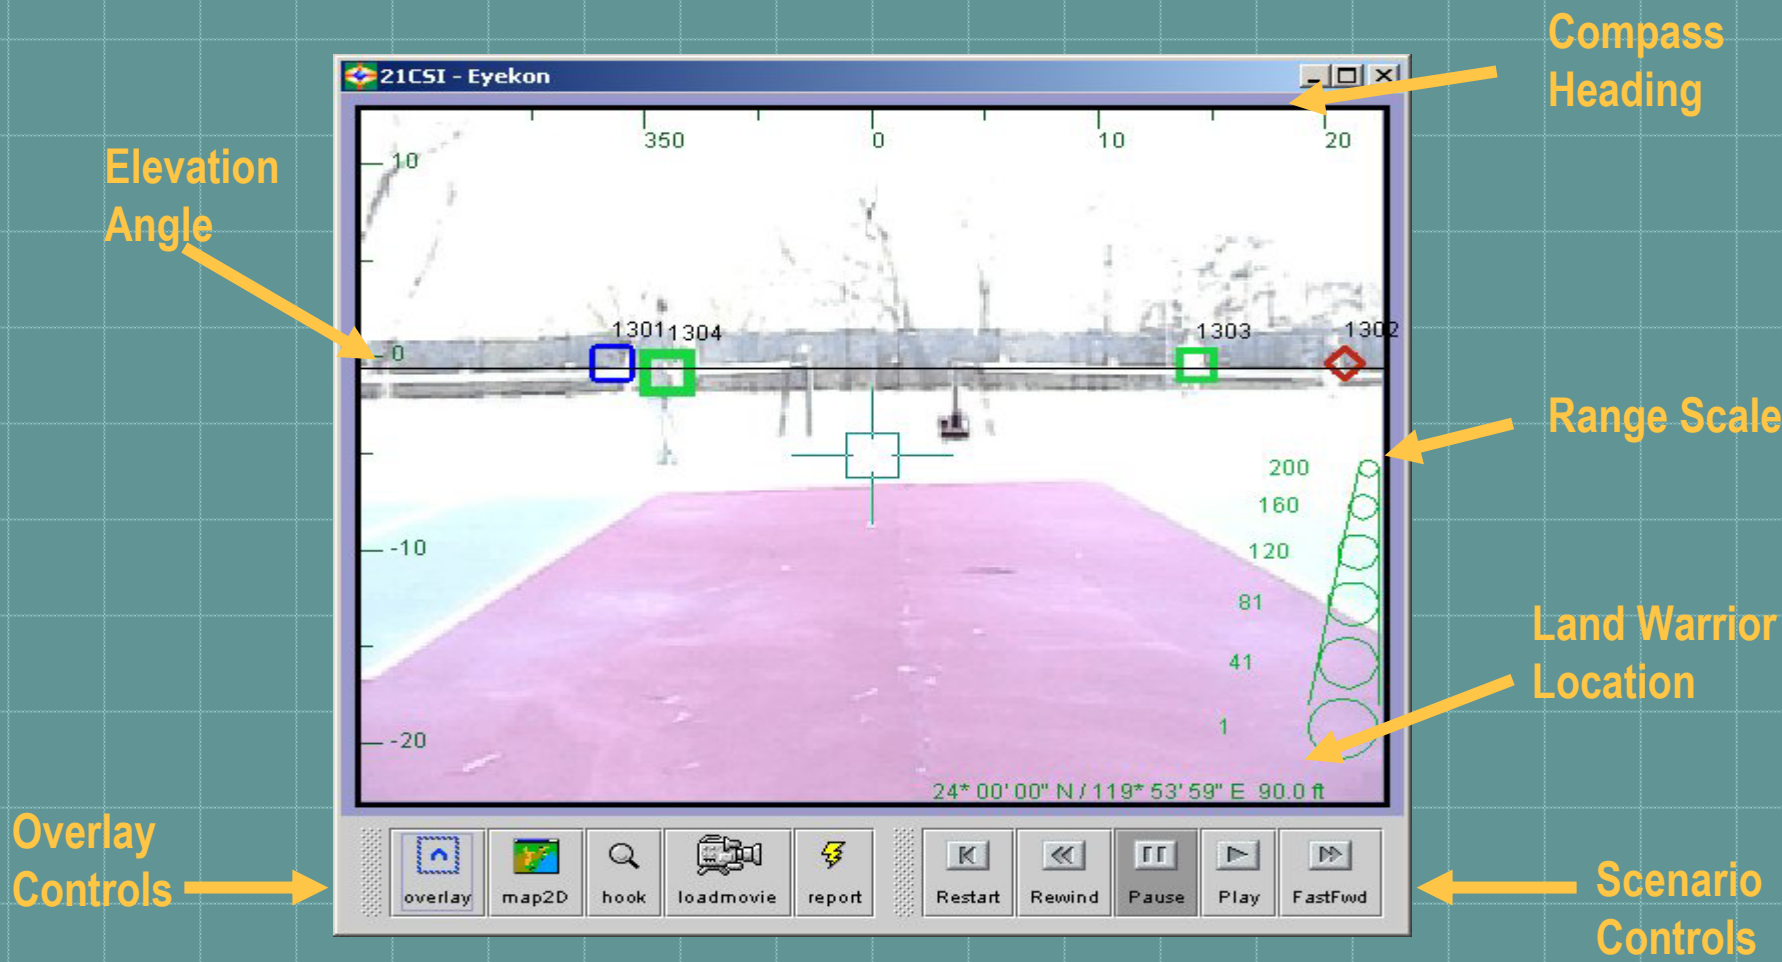 Compass
Heading
21CSI - Eyekon
350 0 10 20
Elevation
Angle
10
1301 1304 1303 1302
0
Range Scale
200
160
-10
120
81
Land Warrior
Location
41
1
-20
24* 00' 00" N / 119* 53' 59" E 90.0 ft
Overlay
Controls
overlay map2D hook loadmovie report Restart Rewind Pause Play FastFwd
Scenario
Controls